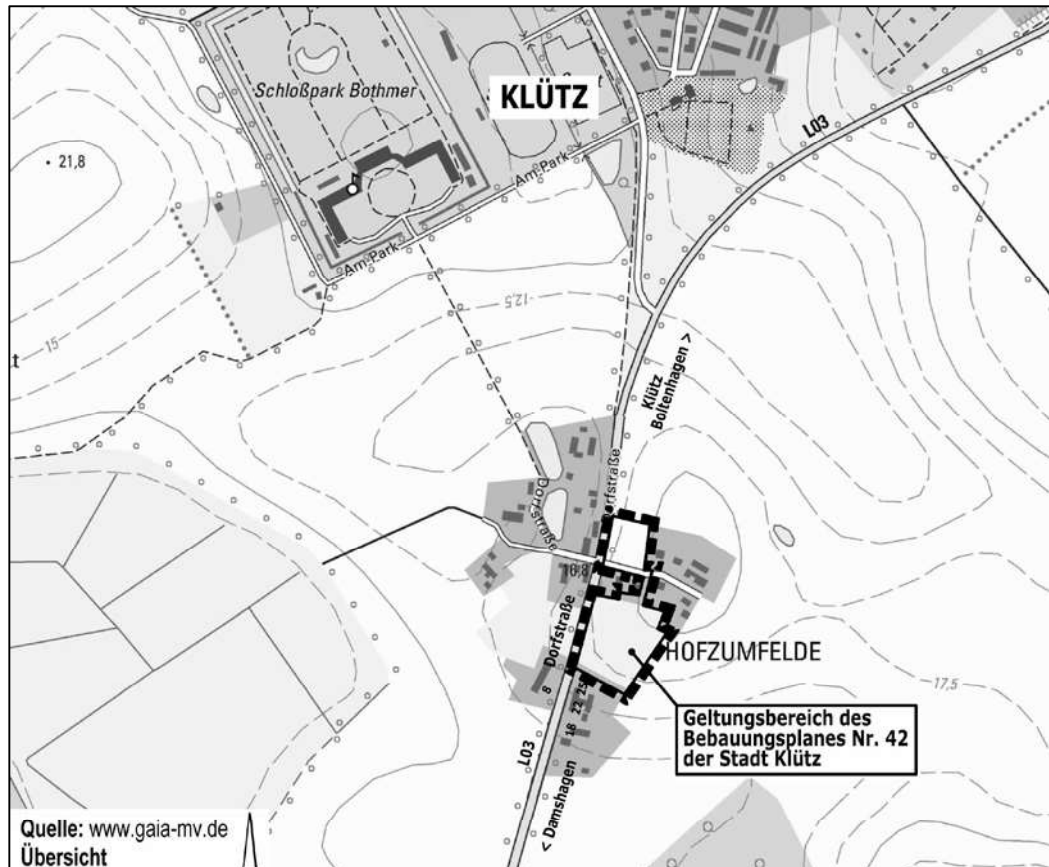 KLÜTZ
Schloßpark Bothmer
21,8
L03
Am Park
Am Park
12,5
15
t
Klütz
Boltenhagen >
Dorfstraße
Dorfstraße
16,8
Dorfstraße
HOFZUMFELDE
17,5
8
25
22
18
Geltungsbereich des
Bebauungsplanes Nr. 42
der Stadt Klütz
L03
< Damshagen
Quelle: www.gaia-mv.de
Übersicht